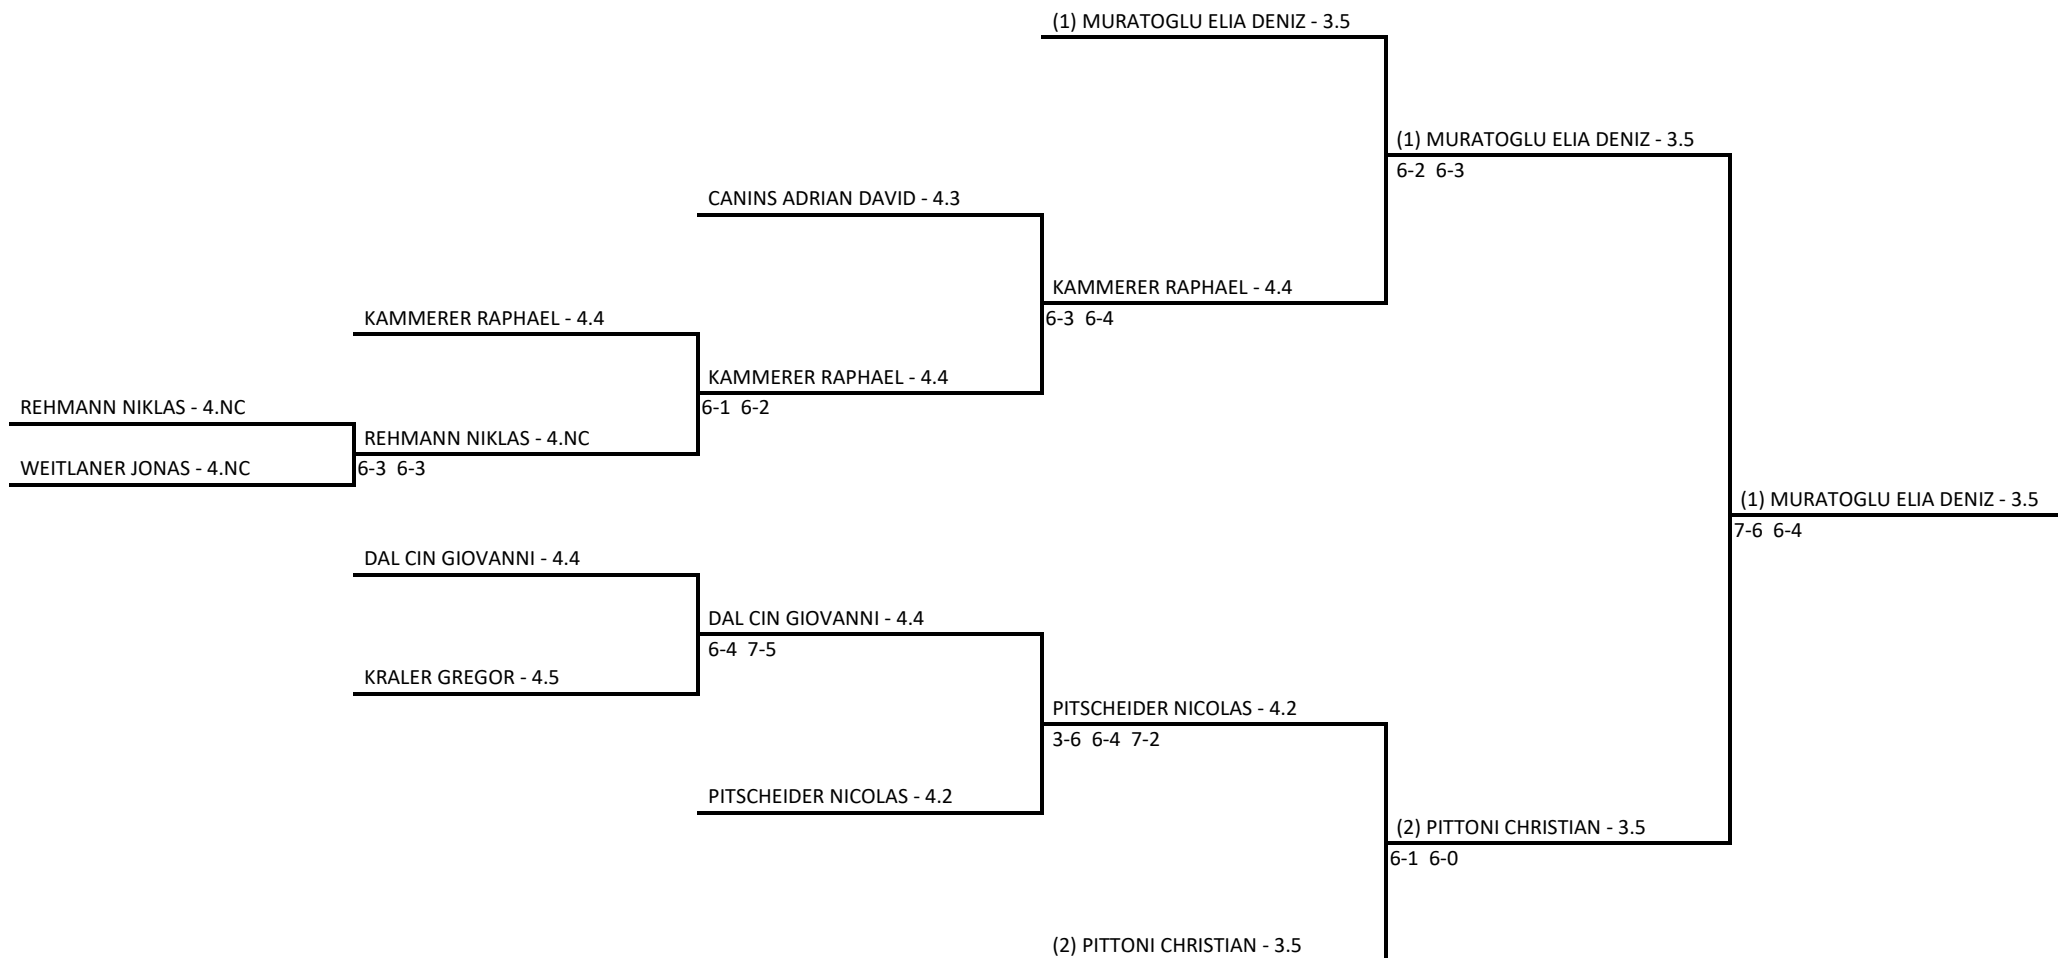 (1) MURATOGLU ELIA DENIZ - 3.5
(1) MURATOGLU ELIA DENIZ - 3.5
6-2 6-3
CANINS ADRIAN DAVID - 4.3
KAMMERER RAPHAEL - 4.4
6-3 6-4
KAMMERER RAPHAEL - 4.4
KAMMERER RAPHAEL - 4.4
6-1 6-2
REHMANN NIKLAS - 4.NC
REHMANN NIKLAS - 4.NC
6-3 6-3
WEITLANER JONAS - 4.NC
(1) MURATOGLU ELIA DENIZ - 3.5
7-6 6-4
DAL CIN GIOVANNI - 4.4
DAL CIN GIOVANNI - 4.4
6-4 7-5
KRALER GREGOR - 4.5
PITSCHEIDER NICOLAS - 4.2
3-6 6-4 7-2
PITSCHEIDER NICOLAS - 4.2
(2) PITTONI CHRISTIAN - 3.5
6-1 6-0
(2) PITTONI CHRISTIAN - 3.5